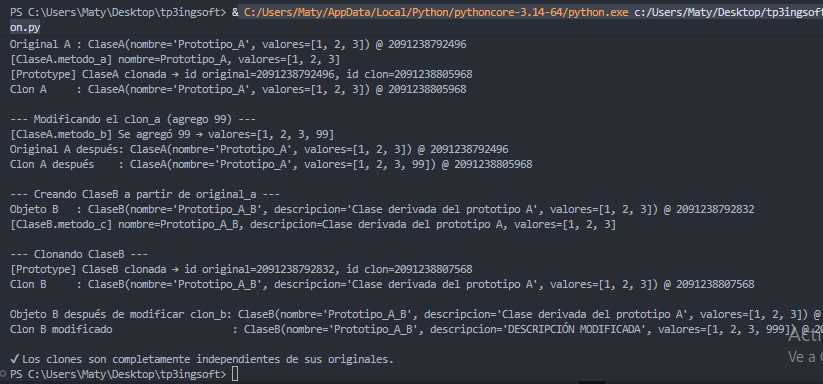 PS C:\Users\Maty\Desktop\tp3ingsoft> & C:/Users/Maty/AppData/Local/Python/pythoncore-3.14-64/python.exe c:/Users/Maty/Desktop/tp3ingsoft
on.py
Original A : ClaseA(nombre='Prototipo_A', valores=[1, 2, 3]) @ 2091238792496
[ClaseA.metodo_a] nombre=Prototipo_A, valores=[1, 2, 3]
[Prototype] ClaseA clonada → id original=2091238792496, id clon=2091238805968
Clon A     : ClaseA(nombre='Prototipo_A', valores=[1, 2, 3]) @ 2091238805968

--- Modificando el clon_a (agrego 99) ---
[ClaseA.metodo_b] Se agregó 99 → valores=[1, 2, 3, 99]
Original A después: ClaseA(nombre='Prototipo_A', valores=[1, 2, 3]) @ 2091238792496
Clon A después    : ClaseA(nombre='Prototipo_A', valores=[1, 2, 3, 99]) @ 2091238805968

--- Creando ClaseB a partir de original_a ---
Objeto B   : ClaseB(nombre='Prototipo_A_B', descripcion='Clase derivada del prototipo A', valores=[1, 2, 3]) @ 2091238792832
[ClaseB.metodo_c] nombre=Prototipo_A_B, descripcion=Clase derivada del prototipo A, valores=[1, 2, 3]

--- Clonando ClaseB ---
[Prototype] ClaseB clonada → id original=2091238792832, id clon=2091238807568
Clon B     : ClaseB(nombre='Prototipo_A_B', descripcion='Clase derivada del prototipo A', valores=[1, 2, 3]) @ 2091238807568

Objeto B después de modificar clon_b: ClaseB(nombre='Prototipo_A_B', descripcion='Clase derivada del prototipo A', valores=[1, 2, 3]) @
Clon B modificado                   : ClaseB(nombre='Prototipo_A_B', descripcion='DESCRIPCIÓN MODIFICADA', valores=[1, 2, 3, 999]) @ 20
Acti
✔ Los clones son completamente independientes de sus originales.
Ve a C
PS C:\Users\Maty\Desktop\tp3ingsoft>